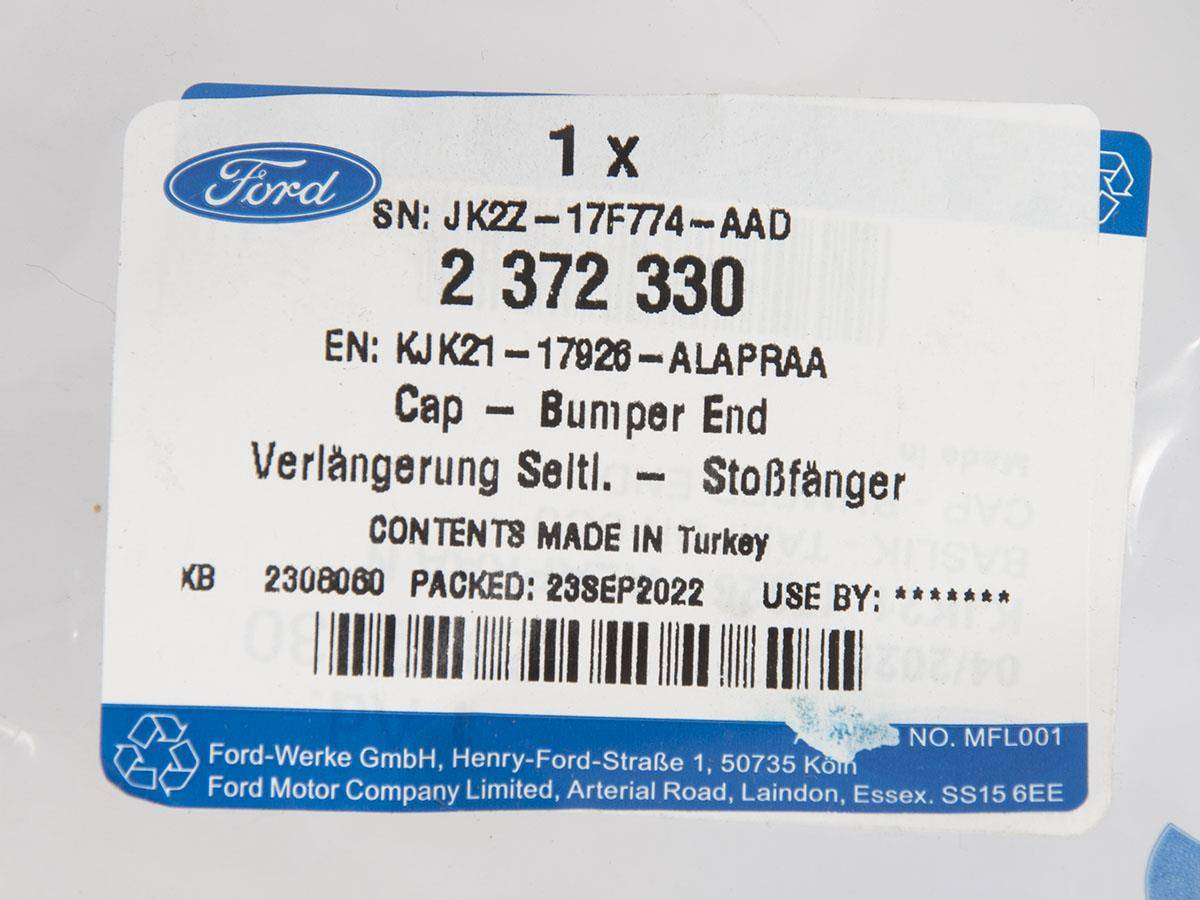 Ford
1 x
SN: JK2Z-17F774-AAD
2 372 330
EN: KJK21-17926-ALAPRAA
Cap - Bumper End
Verlängerung Seitl. - Stoßfänger
CONTENTS MADE IN Turkey
KB 2308060 PACKED: 23SEP2022 USE BY: *******
NO. MFL001
Ford-Werke GmbH, Henry-Ford-Straße 1, 50735 Köln
Ford Motor Company Limited, Arterial Road, Laindon, Essex. SS15 6EE